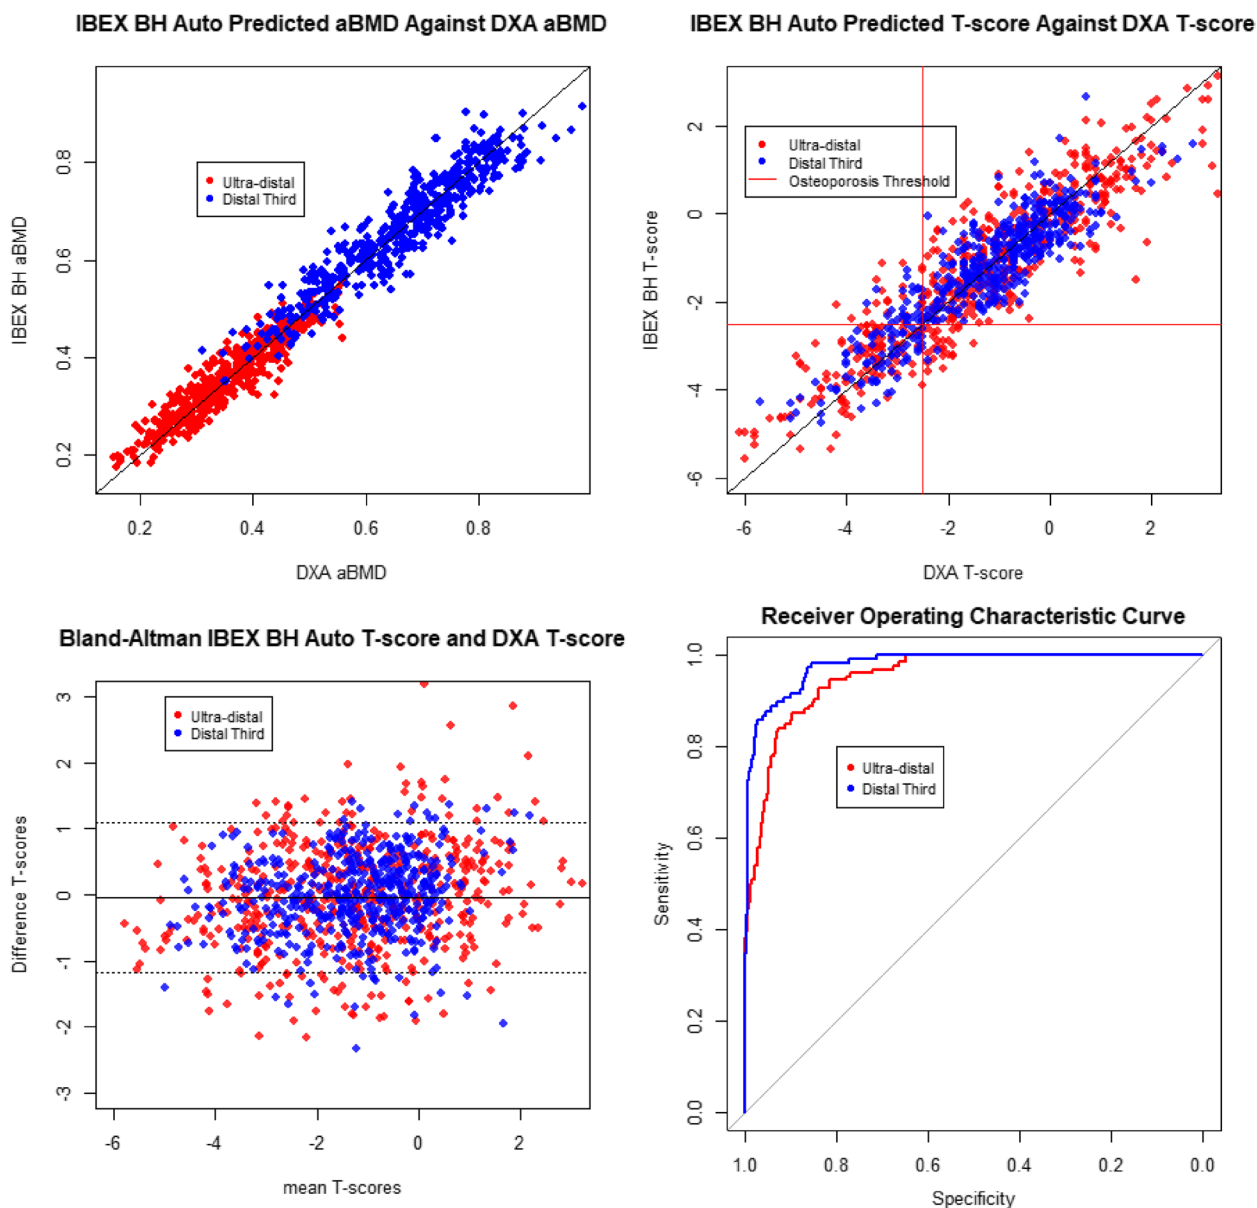 IBEX BH Auto Predicted aBMD Against DXA aBMD
IBEX BH aBMD
0.8
0.6
0.4
0.2
Ultra-distal
Distal Third
0.2 0.4 0.6 0.8
DXA aBMD
IBEX BH Auto Predicted T-score Against DXA T-score
IBEX BH T-score
2
0
-2
-4
-6
Ultra-distal
Distal Third
Osteoporosis Threshold
-6 -4 -2 0 2
DXA T-score
Bland-Altman IBEX BH Auto T-score and DXA T-score
Difference T-scores
3
2
1
0
-1
-2
-3
Ultra-distal
Distal Third
-6 -4 -2 0 2
mean T-scores
Receiver Operating Characteristic Curve
Sensitivity
1.0
0.8
0.6
0.4
0.2
0.0
Ultra-distal
Distal Third
1.0 0.8 0.6 0.4 0.2 0.0
Specificity